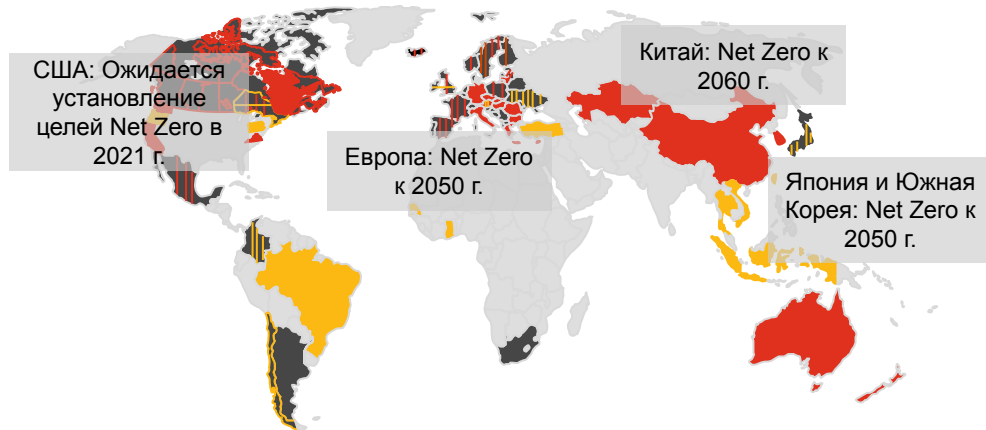 США: Ожидается
установление
целей Net Zero в
2021 г.
Европа: Net Zero
к 2050 г.
Китай: Net Zero к
2060 г.
Япония и Южная
Корея: Net Zero к
2050 г.